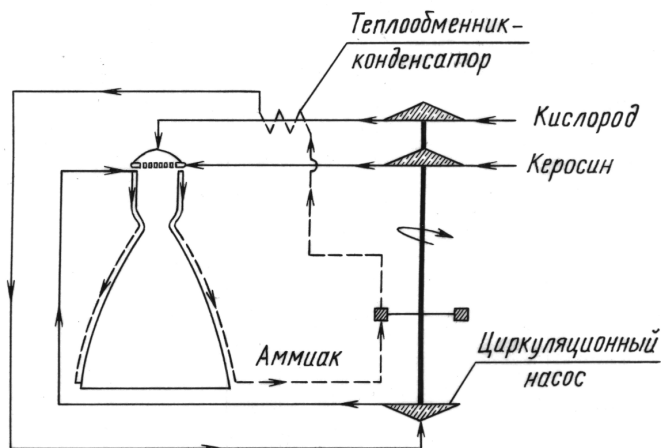 Теплообменник-
конденсатор
Кислород
Керосин
Аммиак
Циркуляционный
насос